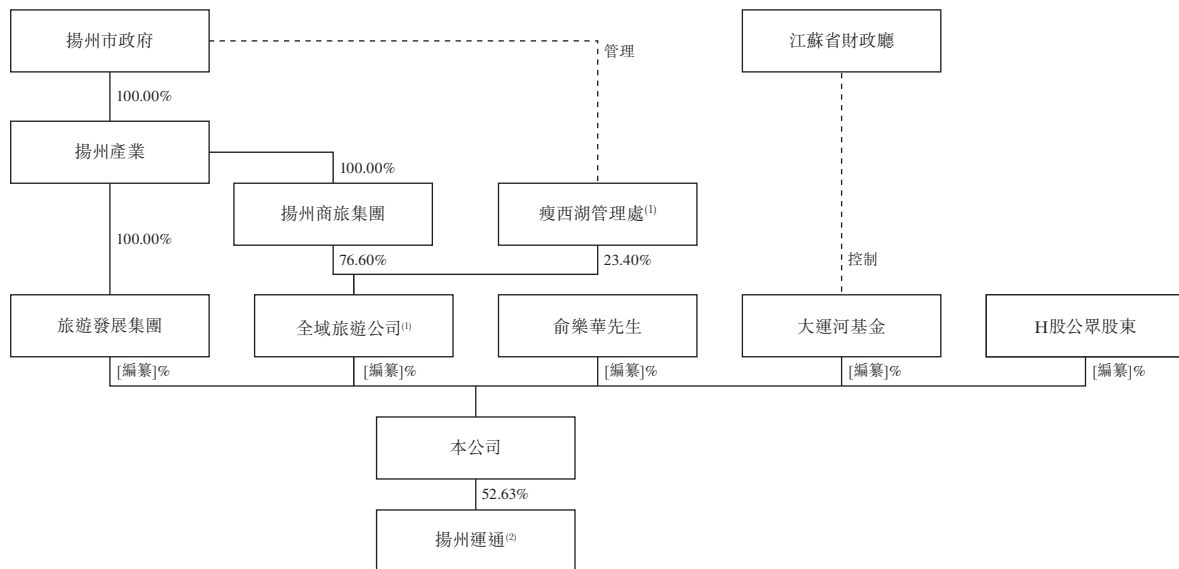 揚州市政府
江蘇省財政廳
管理
100.00%
揚州產業
100.00%
揚州商旅集團
瘦西湖管理處(1)
100.00%
76.60%
23.40%
控制
旅遊發展集團
全域旅遊公司(1)
俞樂華先生
大運河基金
H股公眾股東
[編纂]%
[編纂]%
[編纂]%
[編纂]%
[編纂]%
本公司
52.63%
揚州運通(2)